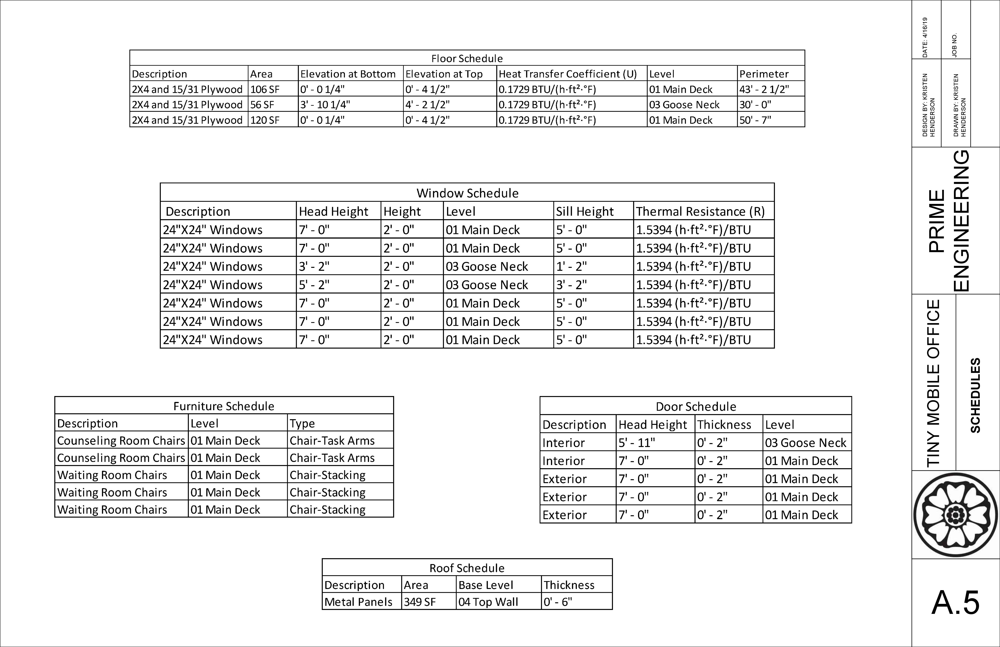 Floor Schedule
Description Area Elevation at Bottom Elevation at Top Heat Transfer Coefficient (U) Level Perimeter
2X4 and 15/31 Plywood 106 SF 0' - 0 1/4" 0' - 4 1/2" 0.1729 BTU/(h·ft²·°F) 01 Main Deck 43' - 2 1/2"
2X4 and 15/31 Plywood 56 SF 3' - 10 1/4" 4' - 2 1/2" 0.1729 BTU/(h·ft²·°F) 03 Goose Neck 30' - 0"
2X4 and 15/31 Plywood 120 SF 0' - 0 1/4" 0' - 4 1/2" 0.1729 BTU/(h·ft²·°F) 01 Main Deck 50' - 7"
Window Schedule
Description Head Height Height Level Sill Height Thermal Resistance (R)
24"X24" Windows 7' - 0" 2' - 0" 01 Main Deck 5' - 0" 1.5394 (h·ft²·°F)/BTU
24"X24" Windows 7' - 0" 2' - 0" 01 Main Deck 5' - 0" 1.5394 (h·ft²·°F)/BTU
24"X24" Windows 3' - 2" 2' - 0" 03 Goose Neck 1' - 2" 1.5394 (h·ft²·°F)/BTU
24"X24" Windows 5' - 2" 2' - 0" 03 Goose Neck 3' - 2" 1.5394 (h·ft²·°F)/BTU
24"X24" Windows 7' - 0" 2' - 0" 01 Main Deck 5' - 0" 1.5394 (h·ft²·°F)/BTU
24"X24" Windows 7' - 0" 2' - 0" 01 Main Deck 5' - 0" 1.5394 (h·ft²·°F)/BTU
24"X24" Windows 7' - 0" 2' - 0" 01 Main Deck 5' - 0" 1.5394 (h·ft²·°F)/BTU
Furniture Schedule
Description Level Type
Counseling Room Chairs 01 Main Deck Chair-Task Arms
Counseling Room Chairs 01 Main Deck Chair-Task Arms
Waiting Room Chairs 01 Main Deck Chair-Stacking
Waiting Room Chairs 01 Main Deck Chair-Stacking
Waiting Room Chairs 01 Main Deck Chair-Stacking
Door Schedule
Description Head Height Thickness Level
Interior 5' - 11" 0' - 2" 03 Goose Neck
Interior 7' - 0" 0' - 2" 01 Main Deck
Exterior 7' - 0" 0' - 2" 01 Main Deck
Exterior 7' - 0" 0' - 2" 01 Main Deck
Exterior 7' - 0" 0' - 2" 01 Main Deck
Roof Schedule
Description Area Base Level Thickness
Metal Panels 349 SF 04 Top Wall 0' - 6"
DATE: 4/16/19
JOB NO.
DESIGN BY: KRISTEN
HENDERSON
DRAWN BY: KRISTEN
HENDERSON
PRIME
ENGINEERING
TINY MOBILE OFFICE
SCHEDULES
A.5